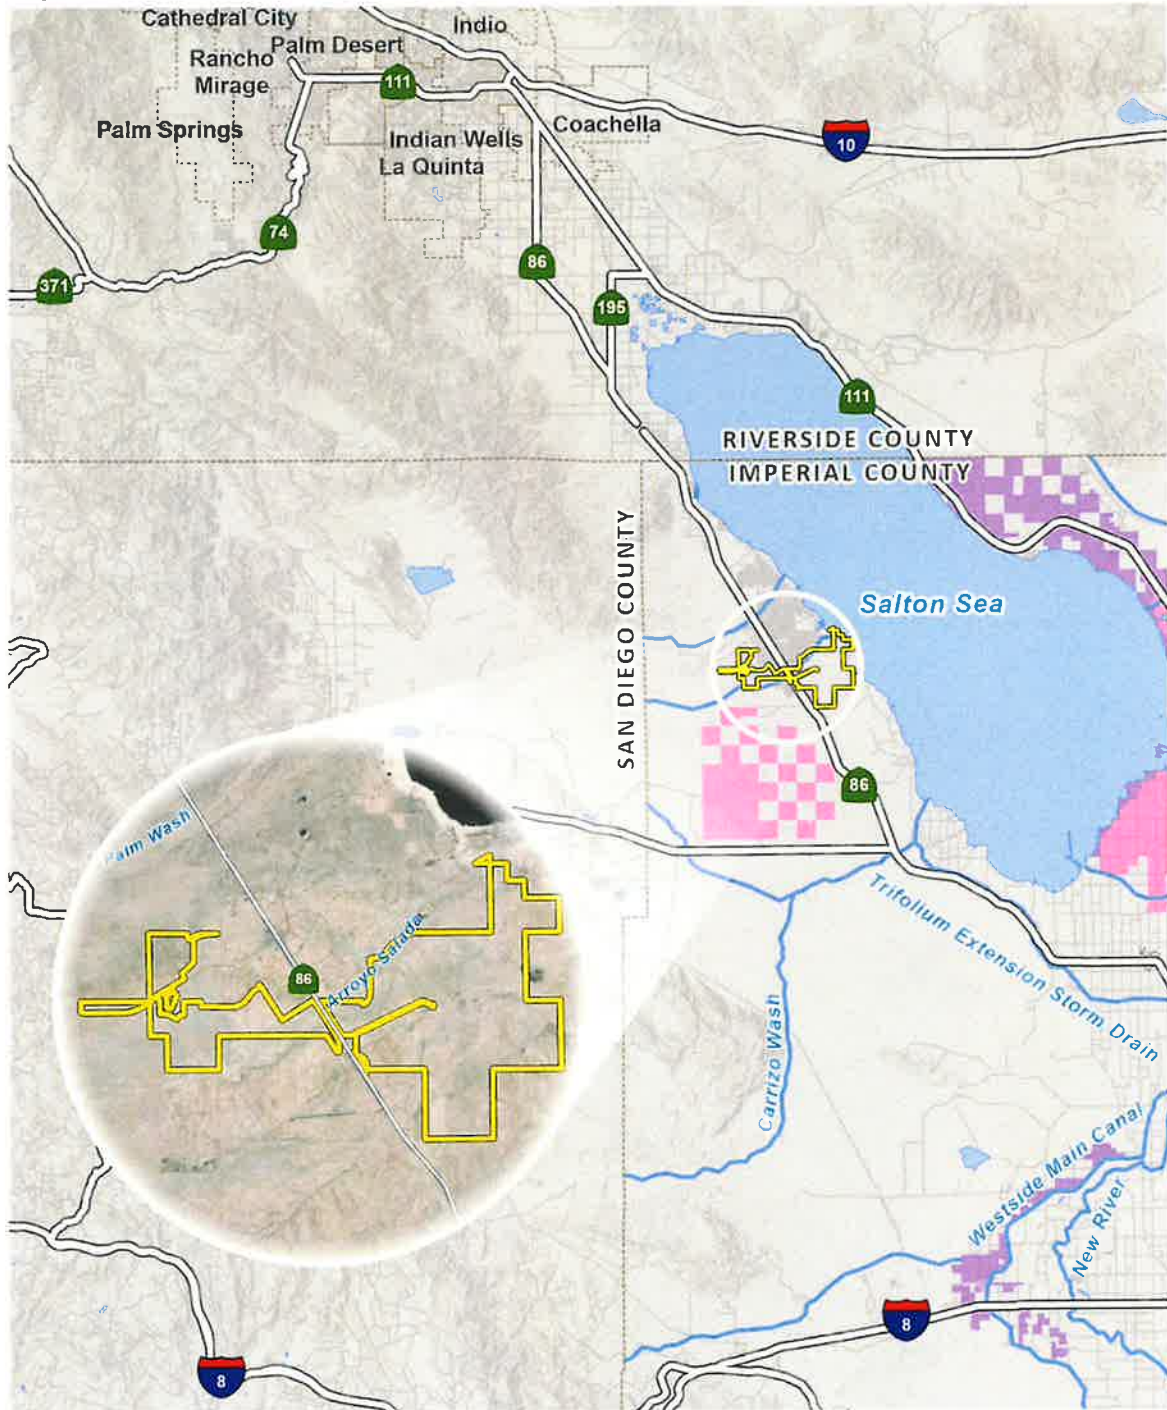 Cathedral City
Indio
Palm Desert
Rancho
Mirage
111
Palm Springs
Indian Wells
La Quinta
Coachella
10
74
86
371
195
111
RIVERSIDE COUNTY
IMPERIAL COUNTY
SAN DIEGO COUNTY
Salton Sea
86
Palm Wash
Arroyo Salada
86
Trifolium Extension Storm Drain
Carrizo Wash
Westside Main Canal
New River
8
8